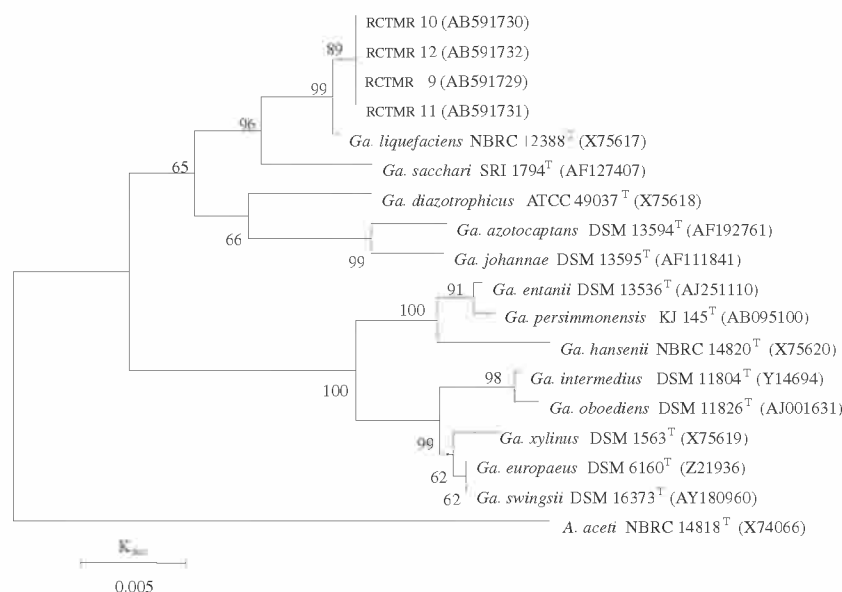 RCTMR 10 (AB591730)
89
RCTMR 12 (AB591732)
RCTMR 9 (AB591729)
99
RCTMR 11 (AB591731)
96
Ga. liquefaciens NBRC 12388 (X75617)
65
Ga. sacchari SRI 1794T (AF127407)
Ga. diazotrophicus ATCC 49037 T (X75618)
66
Ga. azotocaptans DSM 13594T (AF192761)
99
Ga. johannae DSM 13595T (AF111841)
91
Ga. entanii DSM 13536T (AJ251110)
100
Ga. persimmonensis KJ 145T (AB095100)
Ga. hansenii NBRC 14820T (X75620)
98
Ga. intermedius DSM 11804T (Y14694)
100
Ga. oboediens DSM 11826T (AJ001631)
99
Ga. xylinus DSM 1563T (X75619)
62
Ga. europaeus DSM 6160T (Z21936)
62
Ga. swingsii DSM 16373T (AY180960)
A. aceti NBRC 14818T (X74066)
0.005